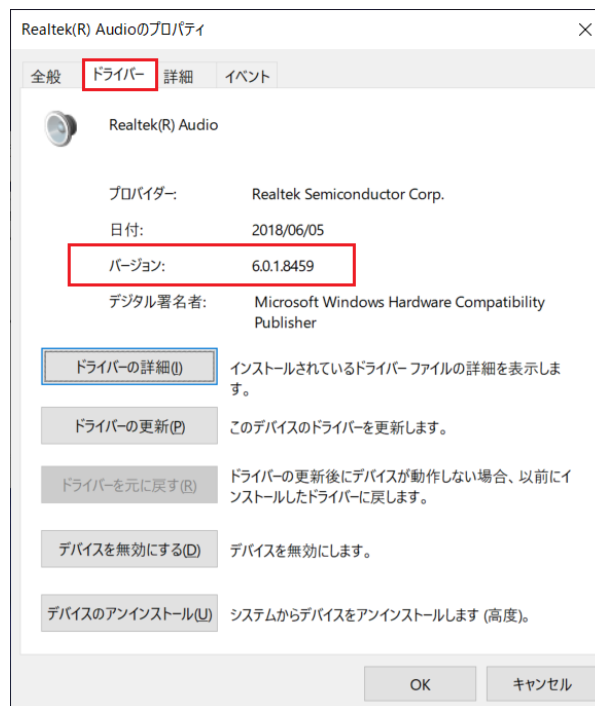 Realtek(R) Audioのプロパティ
全般 ドライバー 詳細 イベント
Realtek(R) Audio
プロバイダー: Realtek Semiconductor Corp.
日付: 2018/06/05
バージョン: 6.0.1.8459
デジタル署名者: Microsoft Windows Hardware Compatibility
Publisher
ドライバーの詳細(I) インストールされているドライバー ファイルの詳細を表示しま
す。
ドライバーの更新(P) このデバイスのドライバーを更新します。
ドライバーを元に戻す(R) ドライバーの更新後にデバイスが動作しない場合、以前にイ
ンストールしたドライバーに戻します。
デバイスを無効にする(D) デバイスを無効にします。
デバイスのアンインストール(U) システムからデバイスをアンインストールします (高度)。
OK キャンセル